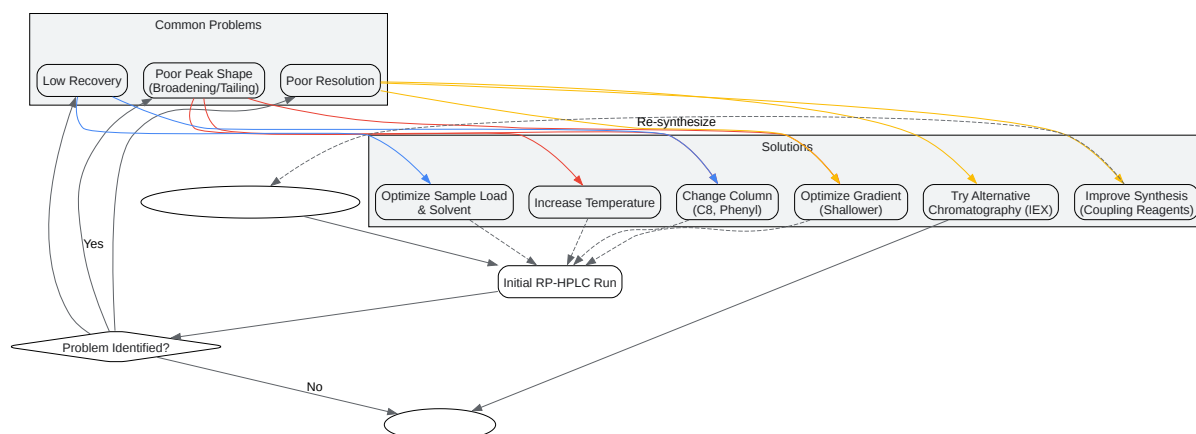 Common Problems
Low Recovery
Poor Peak Shape
(Broadening/Tailing)
Poor Resolution
Re-synthesize
Solutions
Optimize Sample Load
& Solvent
Increase Temperature
Change Column
(C8, Phenyl)
Optimize Gradient
(Shallower)
Try Alternative
Chromatography (IEX)
Improve Synthesis
(Coupling Reagents)
Yes
Initial RP-HPLC Run
Problem Identified?
No